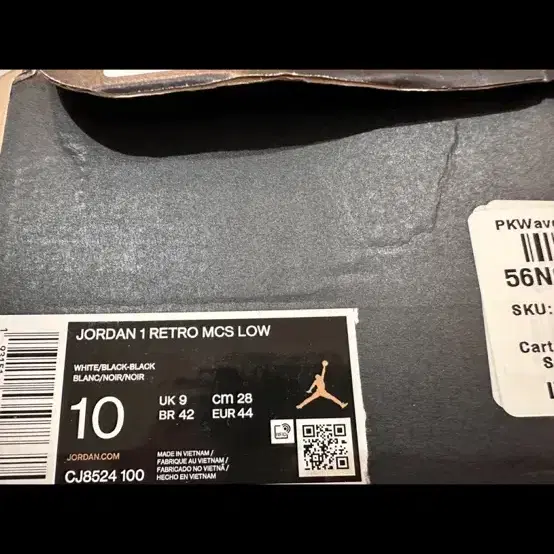 PKWave
56N
SKU:
Cart
S
JORDAN 1 RETRO MCS LOW
WHITE/BLACK-BLACK
BLANC/NOIR/NOIR
10
UK 9
cm 28
BR 42
EUR 44
JORDAN.COM
CJ8524 100
MADE IN VIETNAM /
FABRIQUE AU VIETNAM /
FABRICADO NO VIETNÃ /
HECHO EN VIETNAM